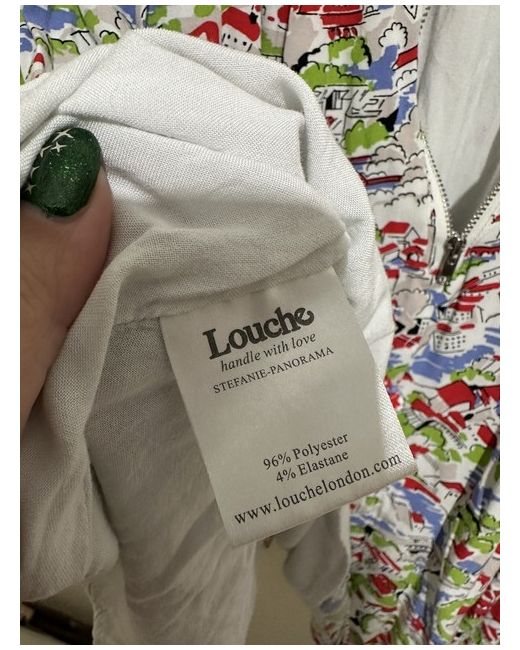 Louche
handle with love
STEFANIE-PANORAMA
96% Polyester
4% Elastane
www.louchelondon.com